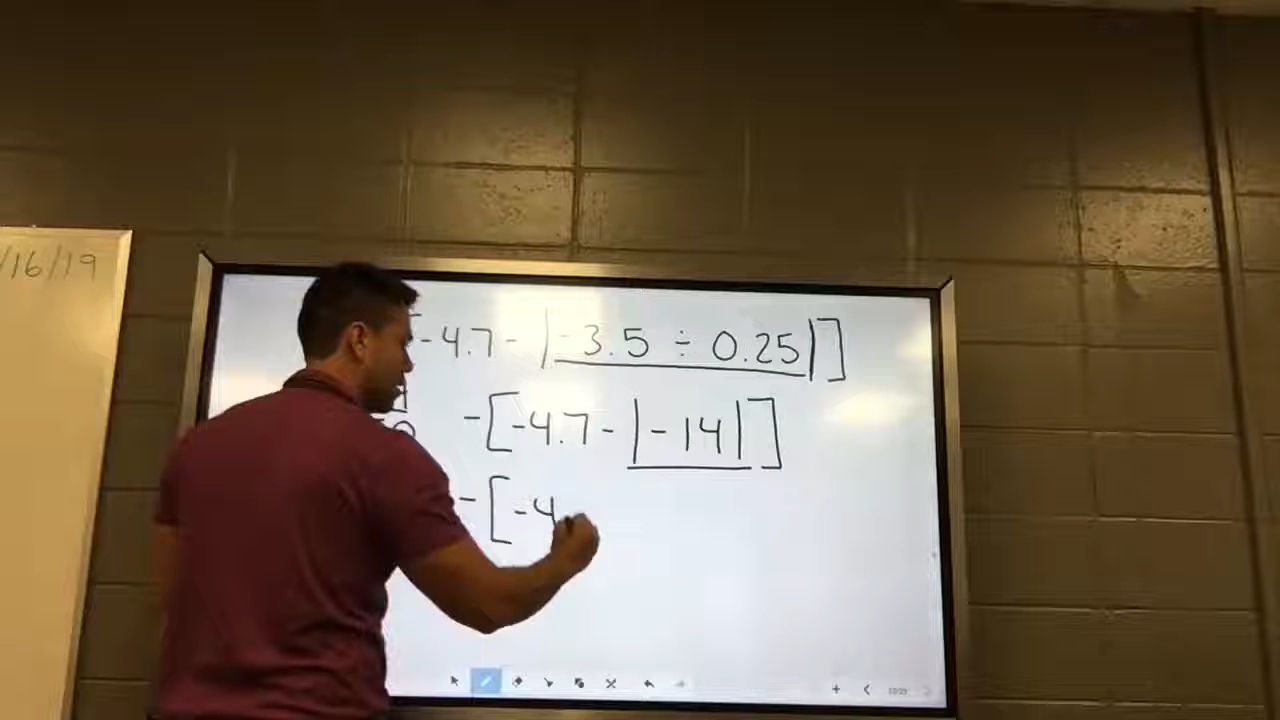 /16/19
[-4.7 - |-3.5 ÷ 0.25|]
-[-4.7 - |-14|]
-[-4